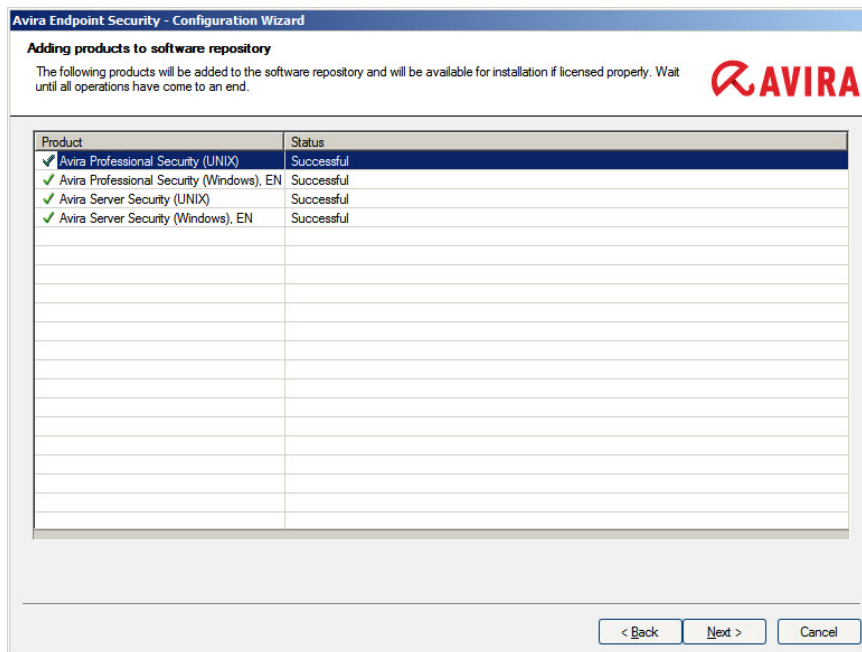 Avira Endpoint Security - Configuration Wizard
Adding products to software repository
The following products will be added to the software repository and will be available for installation if licensed properly. Wait
until all operations have come to an end.
AVIRA
Product Status
Avira Professional Security (UNIX) Successful
Avira Professional Security (Windows), EN Successful
Avira Server Security (UNIX) Successful
Avira Server Security (Windows), EN Successful
< Back Next > Cancel